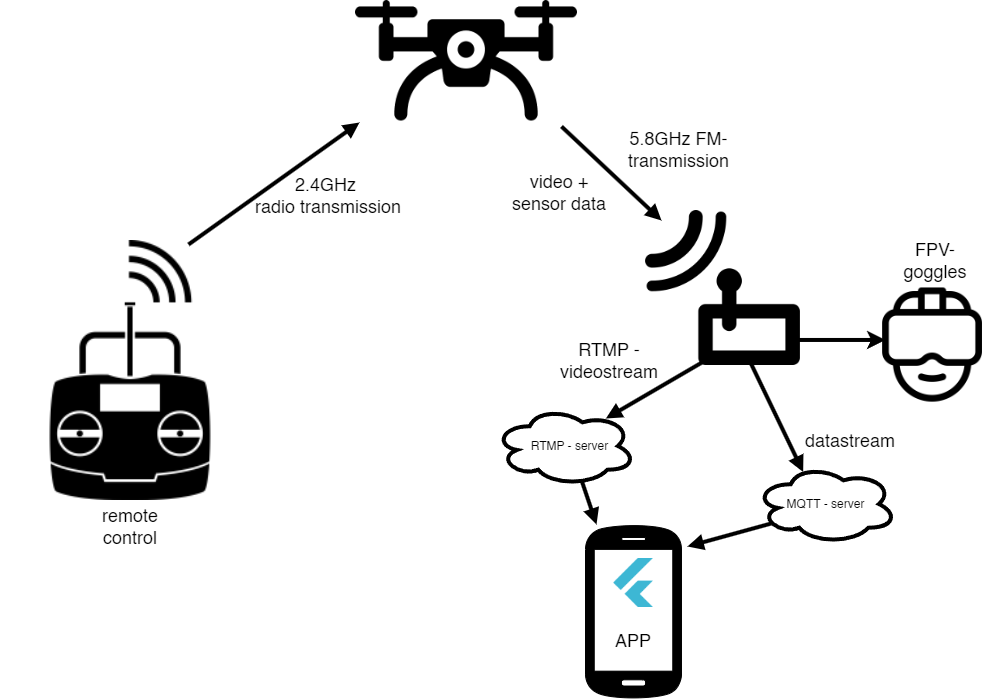 5.8GHz FM-
transmission
2.4GHz
radio transmission
video +
sensor data
FPV-
goggles
RTMP -
videostream
RTMP - server
datastream
MQTT - server
remote
control
APP